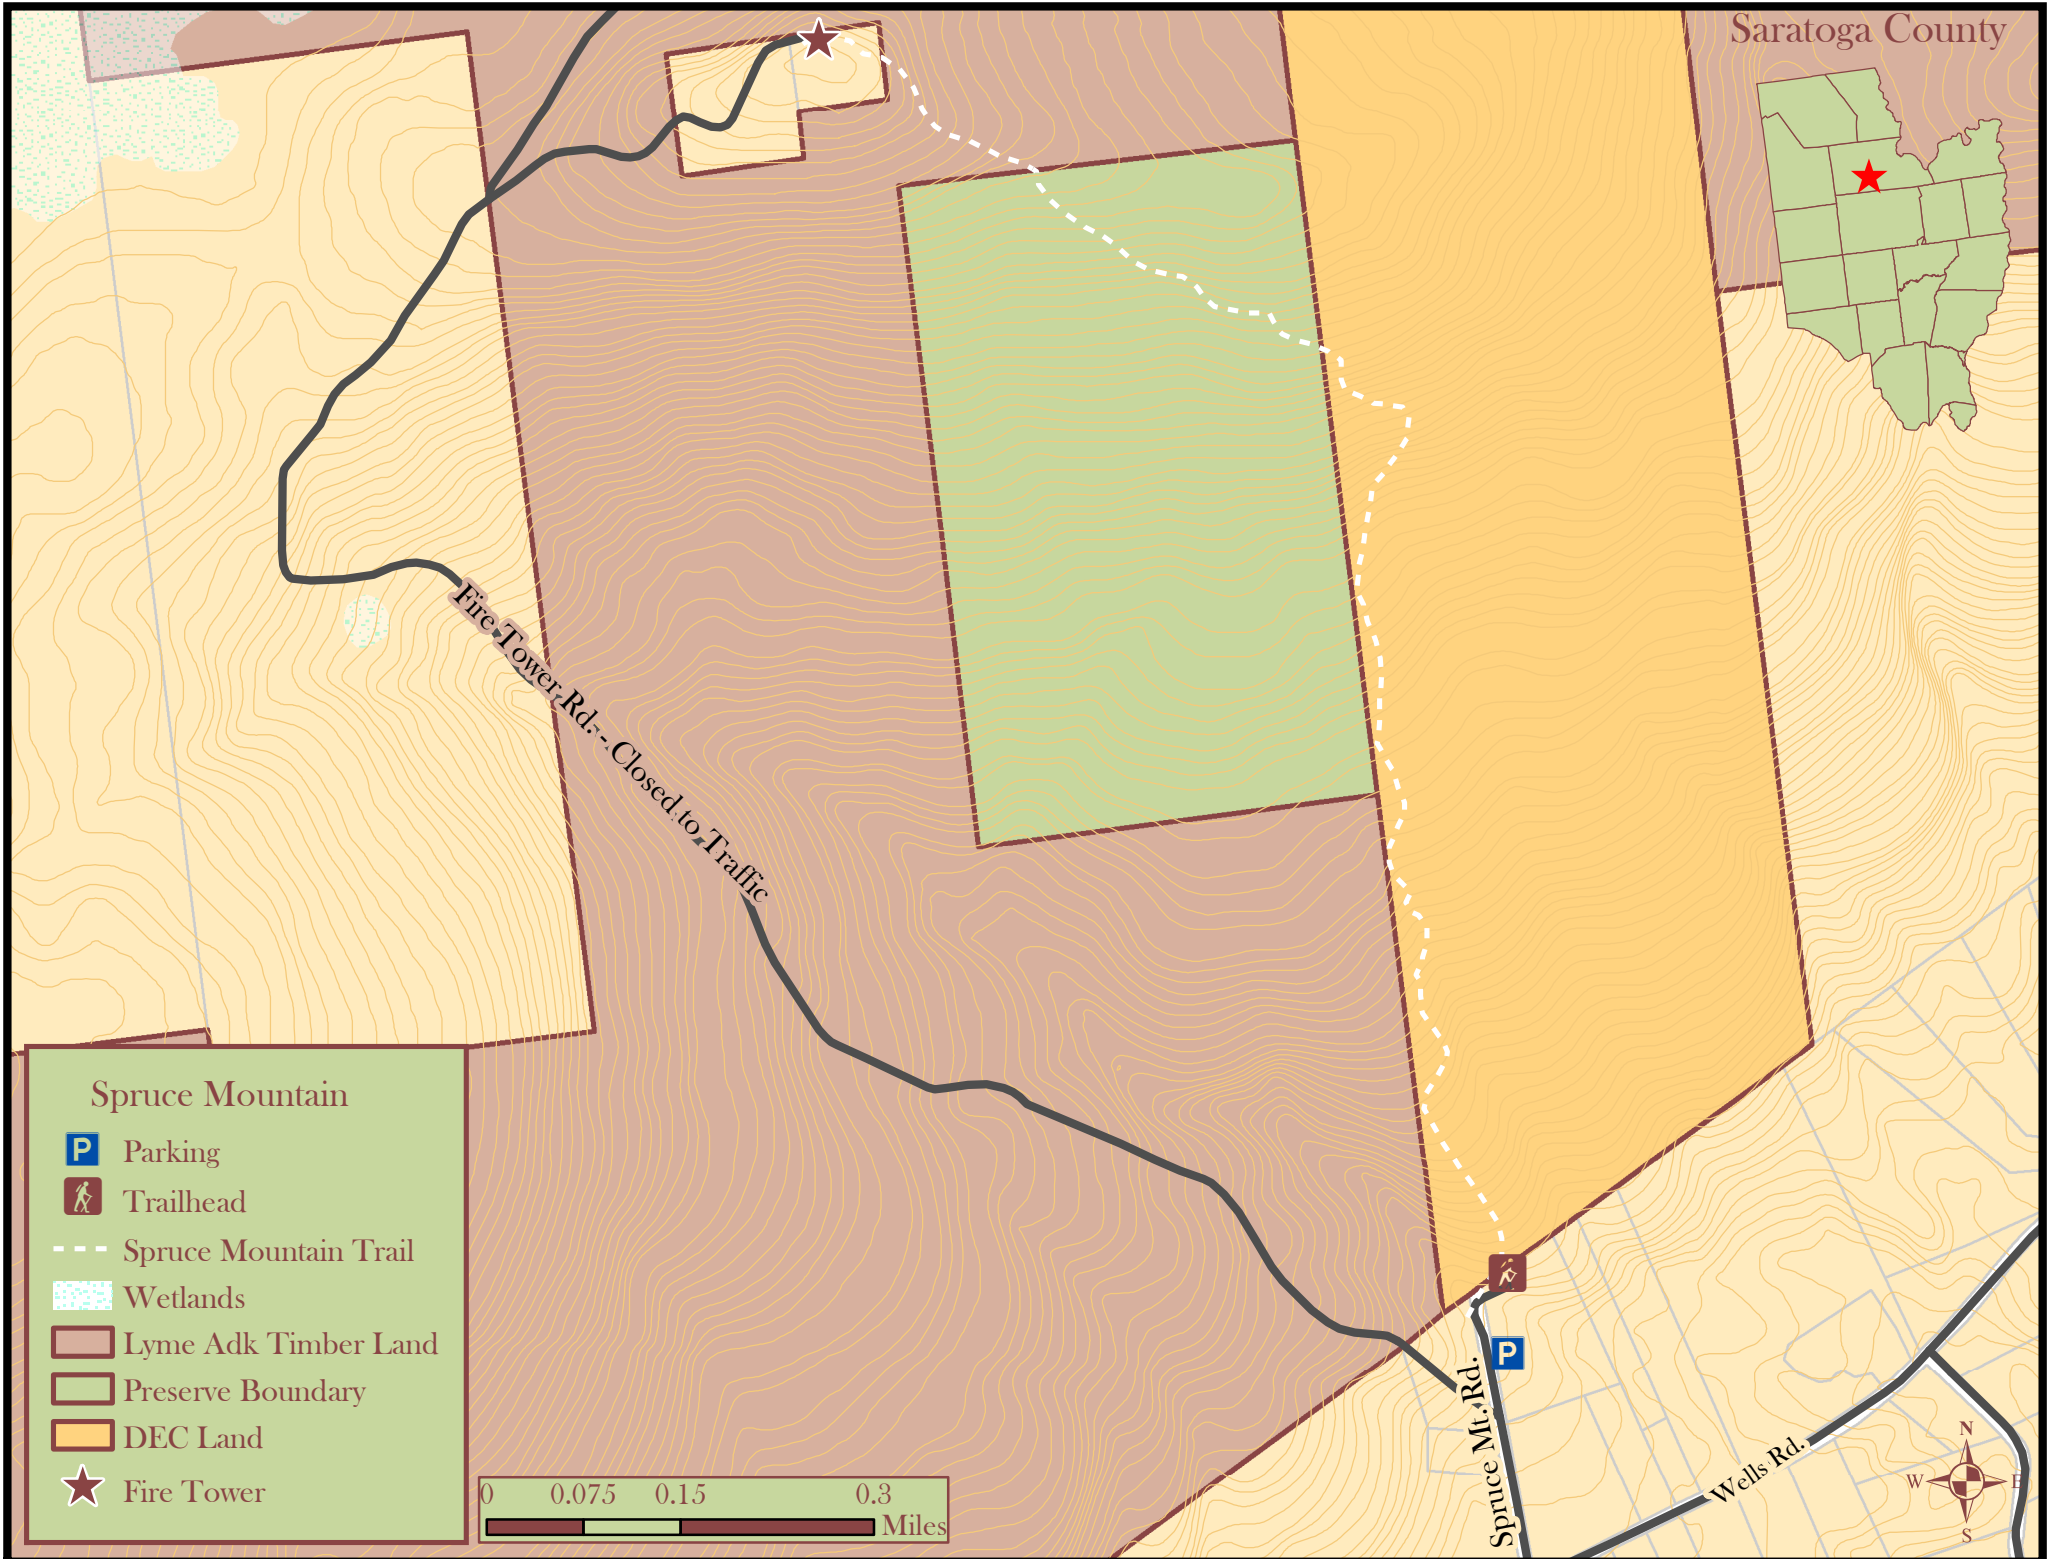 Saratoga County
Fire Tower Rd. - Closed to Traffic
Spruce Mountain
P Parking
Trailhead
Spruce Mountain Trail
Wetlands
Lyme Adk Timber Land
Preserve Boundary
DEC Land
Fire Tower
0 0.075 0.15 0.3
Miles
P
Spruce Mt. Rd.
Wells Rd.
N
W E
S